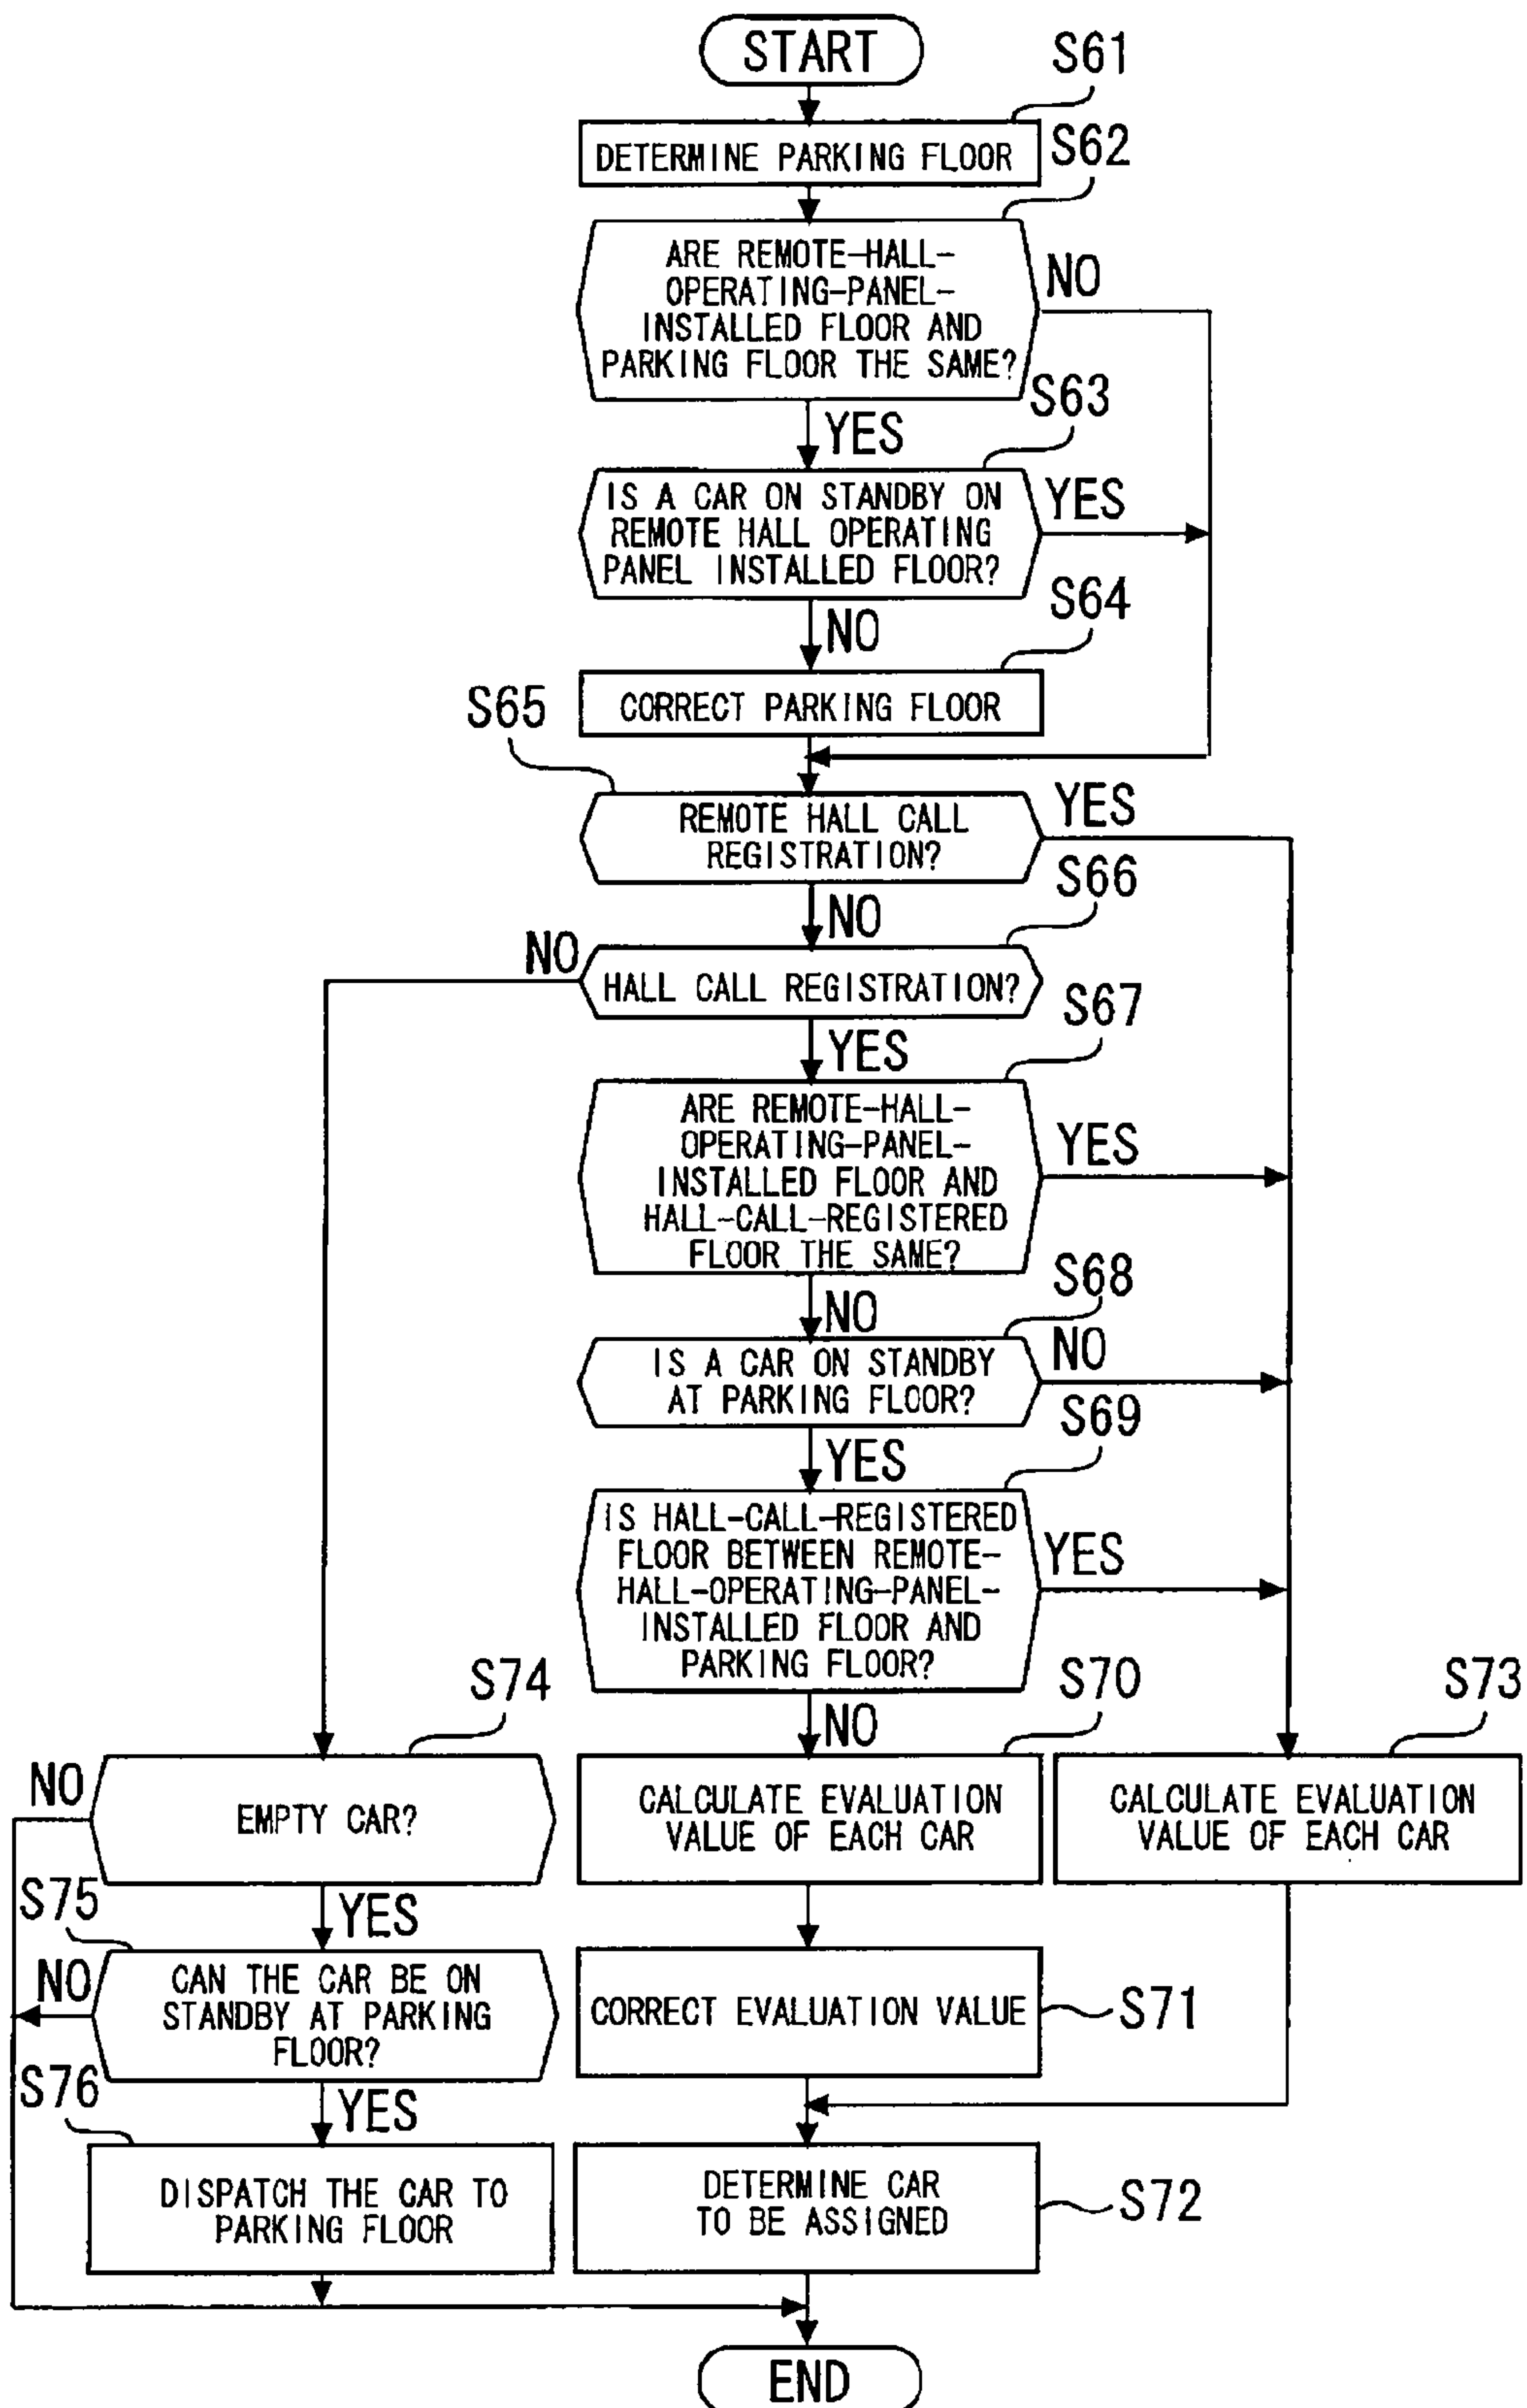 START
S61
DETERMINE PARKING FLOOR
S62
ARE REMOTE-HALL-
OPERATING-PANEL-
INSTALLED FLOOR AND
PARKING FLOOR THE SAME?
NO
YES
S63
IS A CAR ON STANDBY ON
REMOTE HALL OPERATING
PANEL INSTALLED FLOOR?
YES
NO
S64
CORRECT PARKING FLOOR
S65
REMOTE HALL CALL
REGISTRATION?
YES
NO
S66
HALL CALL REGISTRATION?
NO
YES
S67
ARE REMOTE-HALL-
OPERATING-PANEL-
INSTALLED FLOOR AND
HALL-CALL-REGISTERED
FLOOR THE SAME?
YES
NO
S68
IS A CAR ON STANDBY
AT PARKING FLOOR?
NO
YES
S69
IS HALL-CALL-REGISTERED
FLOOR BETWEEN REMOTE-
HALL-OPERATING-PANEL-
INSTALLED FLOOR AND
PARKING FLOOR?
YES
NO
S74
EMPTY CAR?
NO
YES
S70
CALCULATE EVALUATION
VALUE OF EACH CAR
S73
CALCULATE EVALUATION
VALUE OF EACH CAR
S75
CAN THE CAR BE ON
STANDBY AT PARKING
FLOOR?
NO
YES
CORRECT EVALUATION VALUE
S71
S76
DISPATCH THE CAR TO
PARKING FLOOR
DETERMINE CAR
TO BE ASSIGNED
S72
END